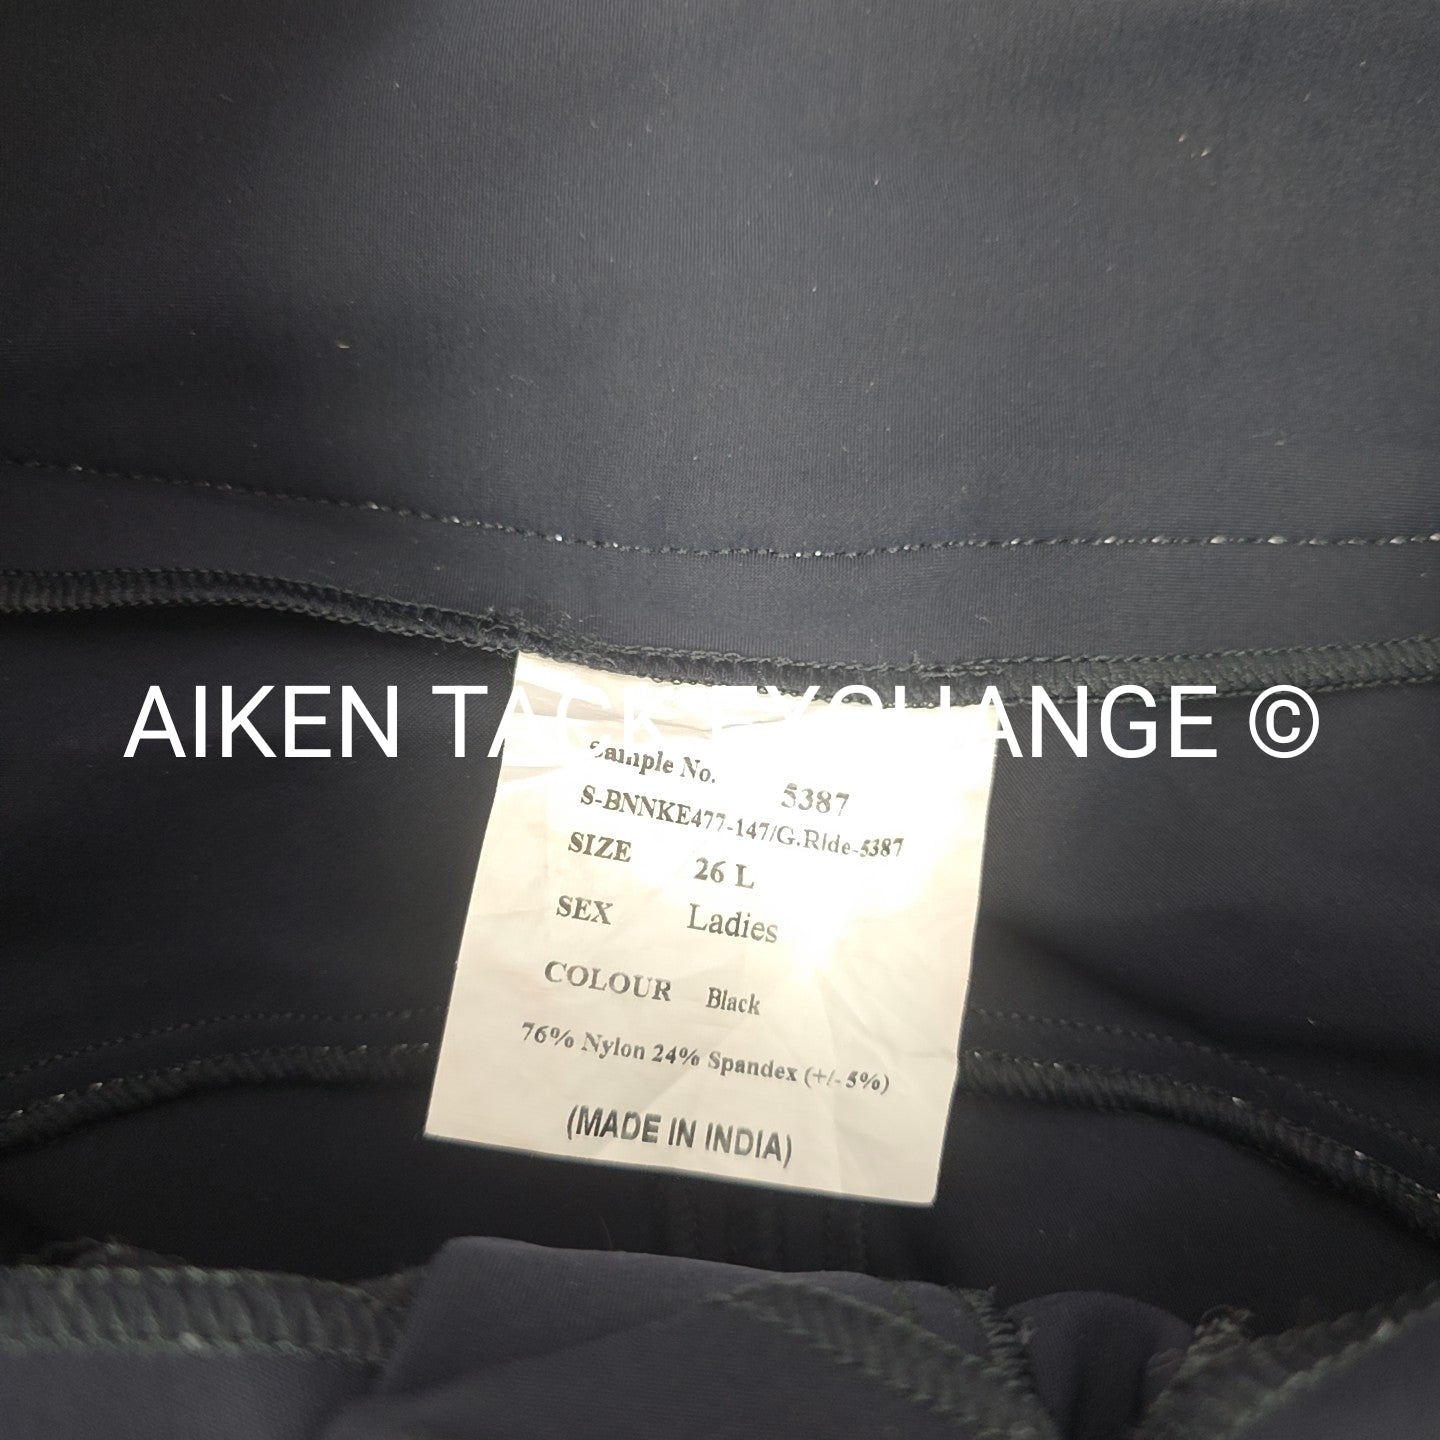 AIKEN TACK EXCHANGE ©
Sample No. 5387
S-BNNKE477-147/G.Ride-5387
SIZE 26 L
SEX Ladies
COLOUR Black
76% Nylon 24% Spandex (+/- 5%)
(MADE IN INDIA)